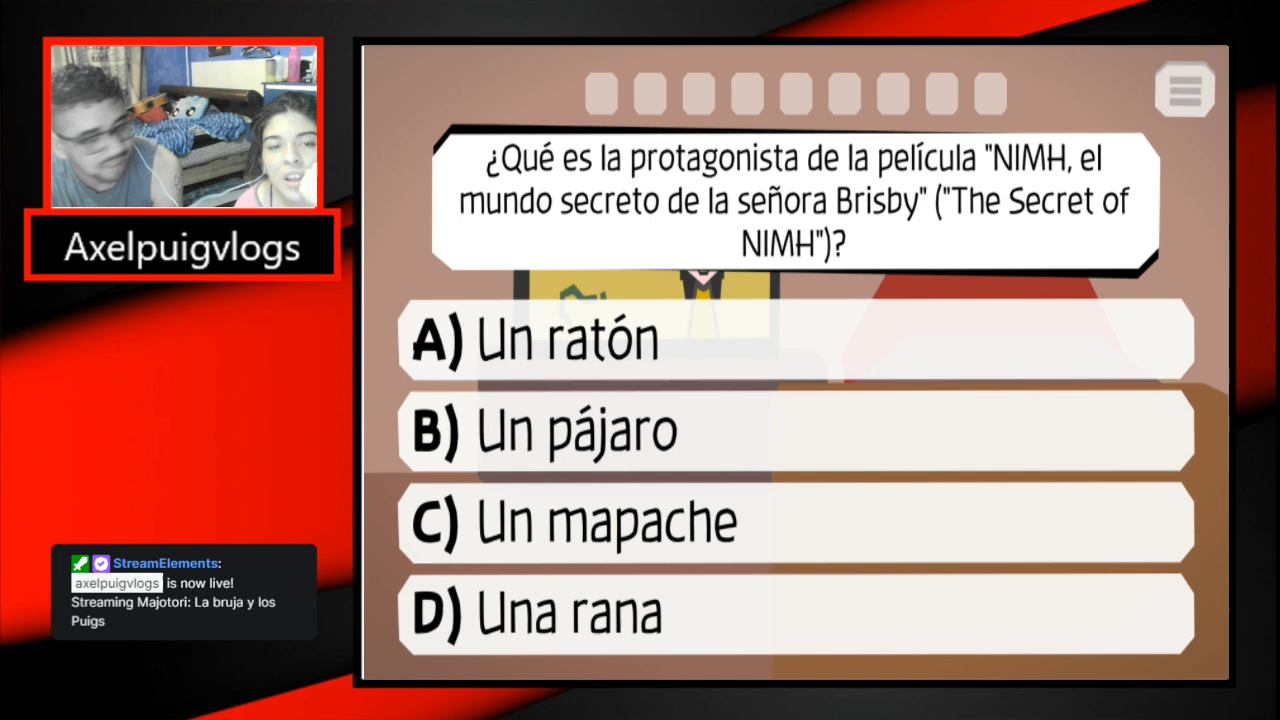 Axelpuigvlogs
StreamElements:
axelpuigvlogs is now live!
Streaming Majotori: La bruja y los
Puigs
¿Qué es la protagonista de la película "NIMH, el
mundo secreto de la señora Brisby" ("The Secret of
NIMH")?
A) Un ratón
B) Un pájaro
C) Un mapache
D) Una rana